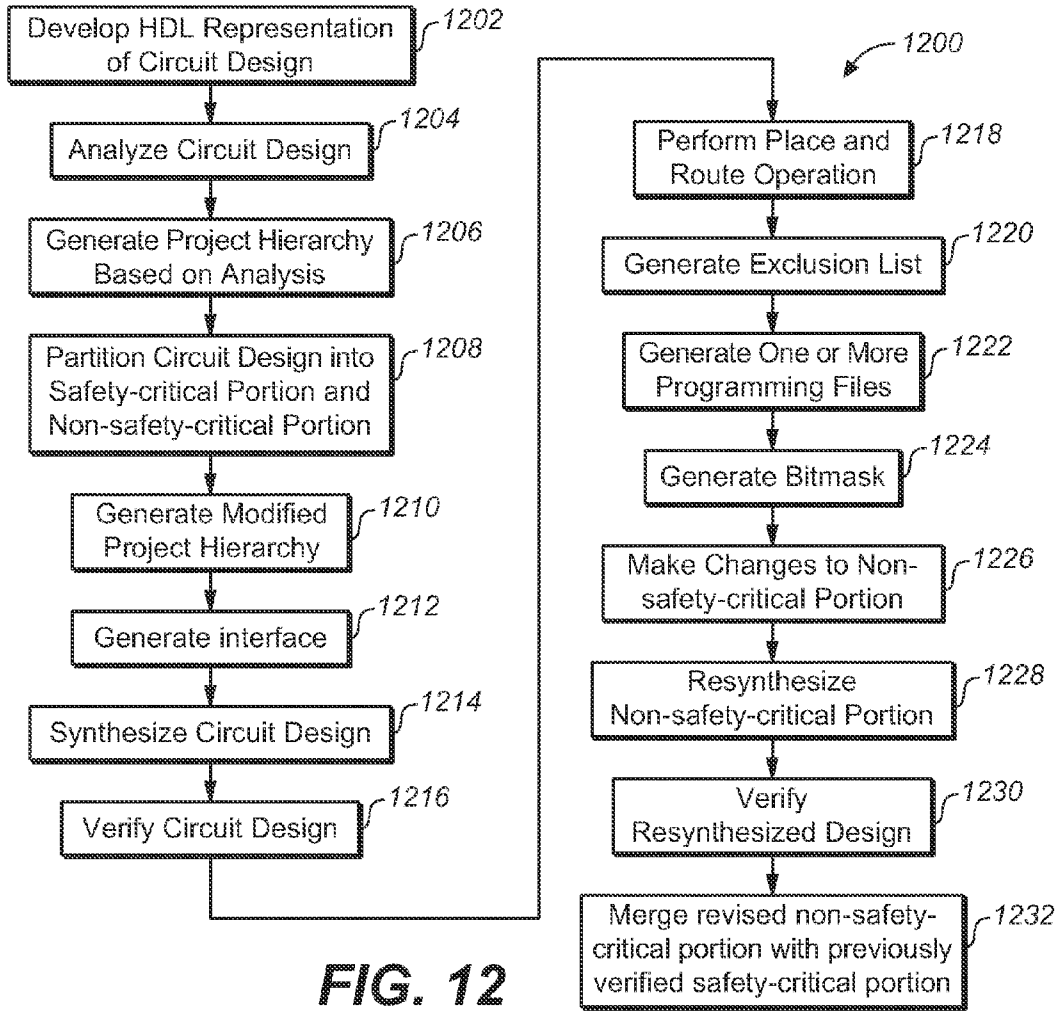 Develop HDL Representation
of Circuit Design
1202
Analyze Circuit Design
1204
Generate Project Hierarchy
Based on Analysis
1206
Partition Circuit Design into
Safety-critical Portion and
Non-safety-critical Portion
1208
Generate Modified
Project Hierarchy
1210
Generate interface
1212
Synthesize Circuit Design
1214
Verify Circuit Design
1216
1200
Perform Place and
Route Operation
1218
Generate Exclusion List
1220
Generate One or More
Programming Files
1222
Generate Bitmask
1224
Make Changes to Non-
safety-critical Portion
1226
Resynthesize
Non-safety-critical Portion
1228
Verify
Resynthesized Design
1230
Merge revised non-safety-
critical portion with previously
verified safety-critical portion
1232
FIG. 12